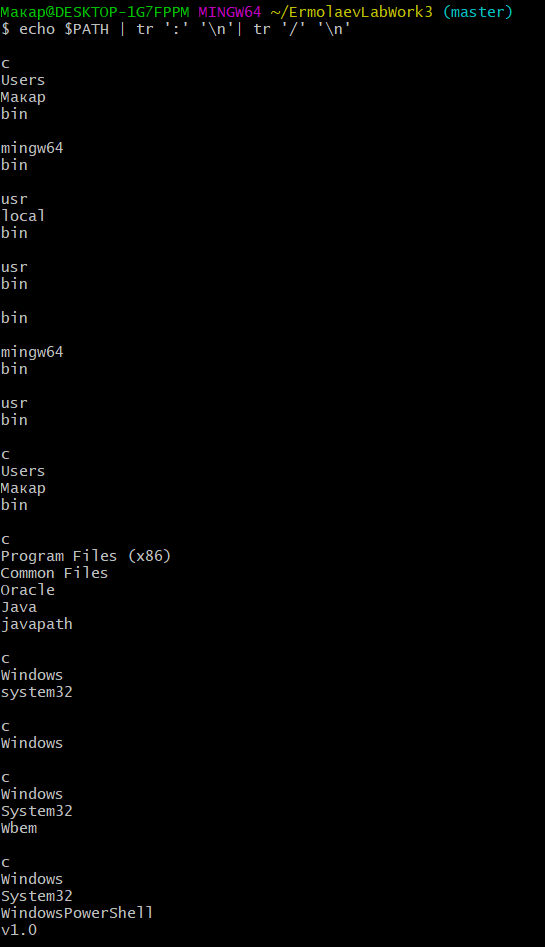 Макар@DESKTOP-1G7FPPM MINGW64 ~/ErmolaevLabWork3 (master)
$ echo $PATH | tr ':' '\n'| tr '/' '\n'

c
Users
Макар
bin

mingw64
bin

usr
local
bin

usr
bin

bin

mingw64
bin

usr
bin

c
Users
Макар
bin

c
Program Files (x86)
Common Files
Oracle
Java
javapath

c
Windows
system32

c
Windows

c
Windows
System32
Wbem

c
Windows
System32
WindowsPowerShell
v1.0